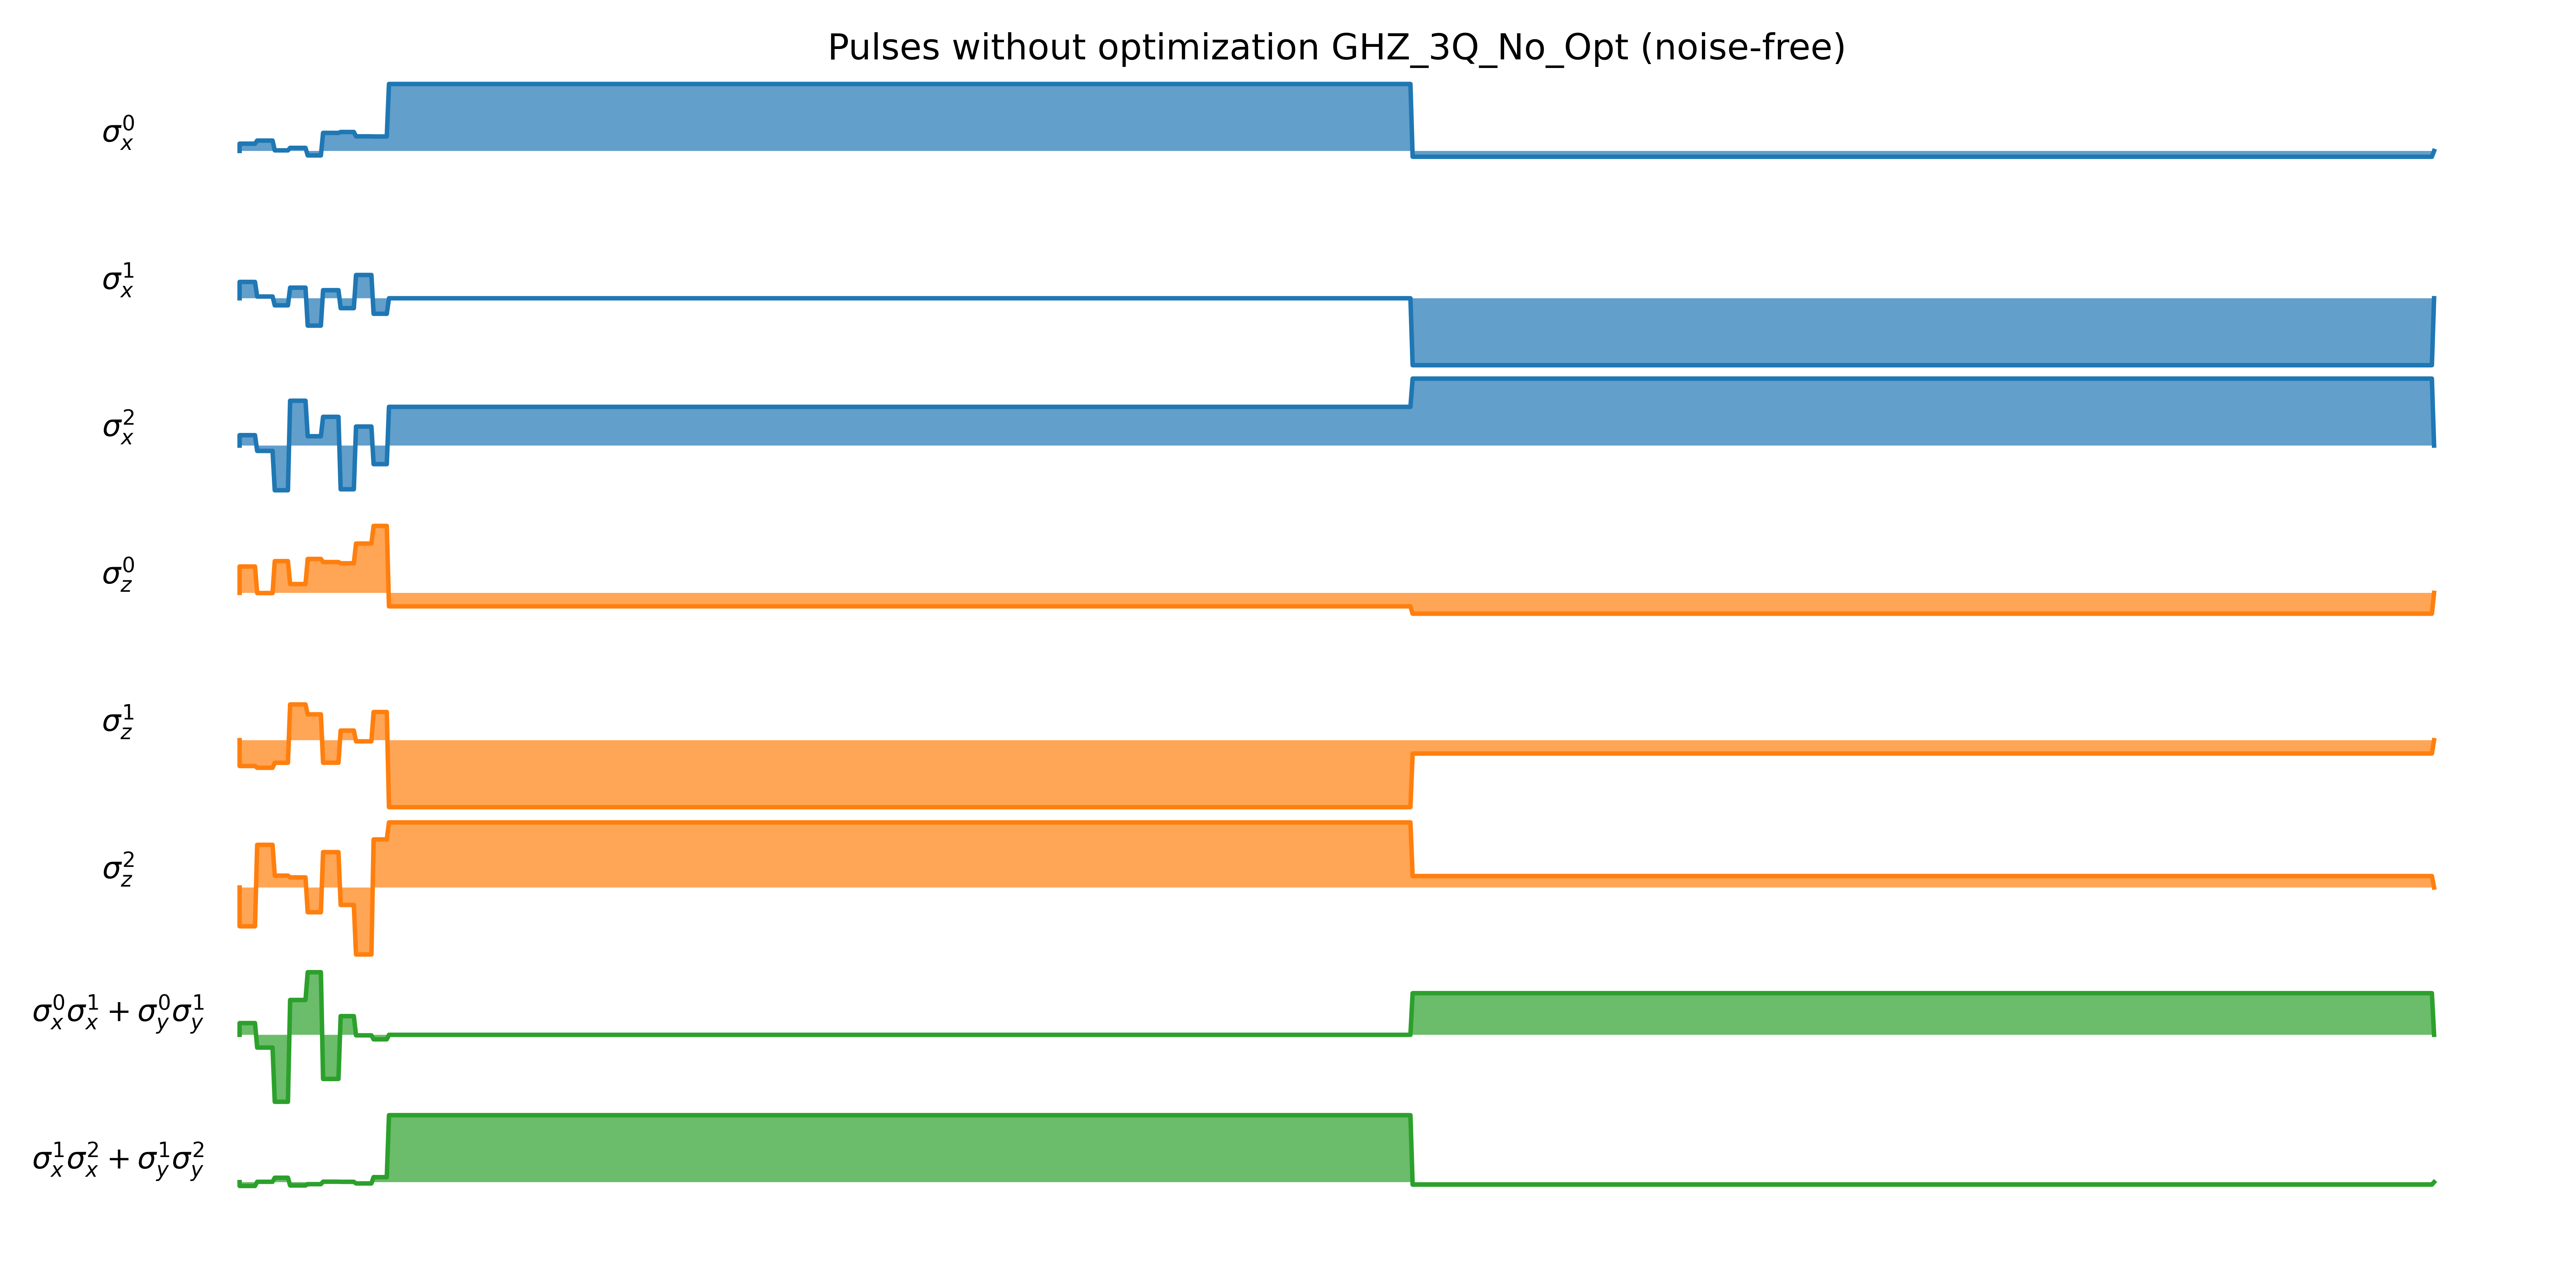 Pulses without optimization GHZ_3Q_No_Opt (noise-free)
σ_x^0
σ_x^1
σ_x^2
σ_z^0
σ_z^1
σ_z^2
σ_x^0σ_x^1 + σ_y^0σ_y^1
σ_x^1σ_x^2 + σ_y^1σ_y^2